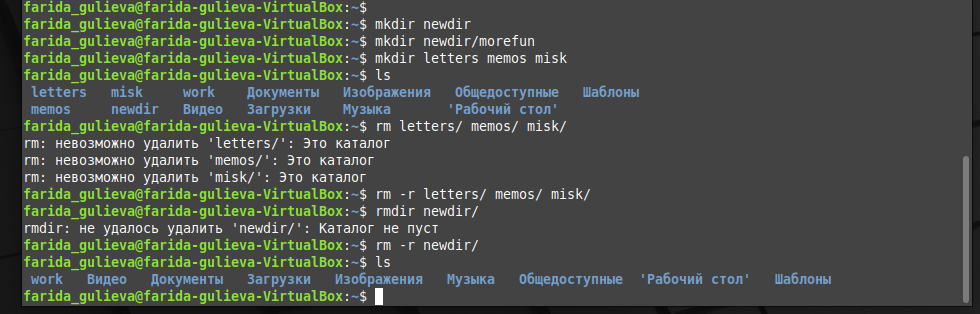 farida_gulieva@farida-gulieva-VirtualBox:~$
farida_gulieva@farida-gulieva-VirtualBox:~$ mkdir newdir
farida_gulieva@farida-gulieva-VirtualBox:~$ mkdir newdir/morefun
farida_gulieva@farida-gulieva-VirtualBox:~$ mkdir letters memos misk
farida_gulieva@farida-gulieva-VirtualBox:~$ ls
letters misk work Документы Изображения Общедоступные Шаблоны
memos newdir Видео Загрузки Музыка 'Рабочий стол'
farida_gulieva@farida-gulieva-VirtualBox:~$ rm letters/ memos/ misk/
rm: невозможно удалить 'letters/': Это каталог
rm: невозможно удалить 'memos/': Это каталог
rm: невозможно удалить 'misk/': Это каталог
farida_gulieva@farida-gulieva-VirtualBox:~$ rm -r letters/ memos/ misk/
farida_gulieva@farida-gulieva-VirtualBox:~$ rmdir newdir/
rmdir: не удалось удалить 'newdir/': Каталог не пуст
farida_gulieva@farida-gulieva-VirtualBox:~$ rm -r newdir/
farida_gulieva@farida-gulieva-VirtualBox:~$ ls
work Видео Документы Загрузки Изображения Музыка Общедоступные 'Рабочий стол' Шаблоны
farida_gulieva@farida-gulieva-VirtualBox:~$